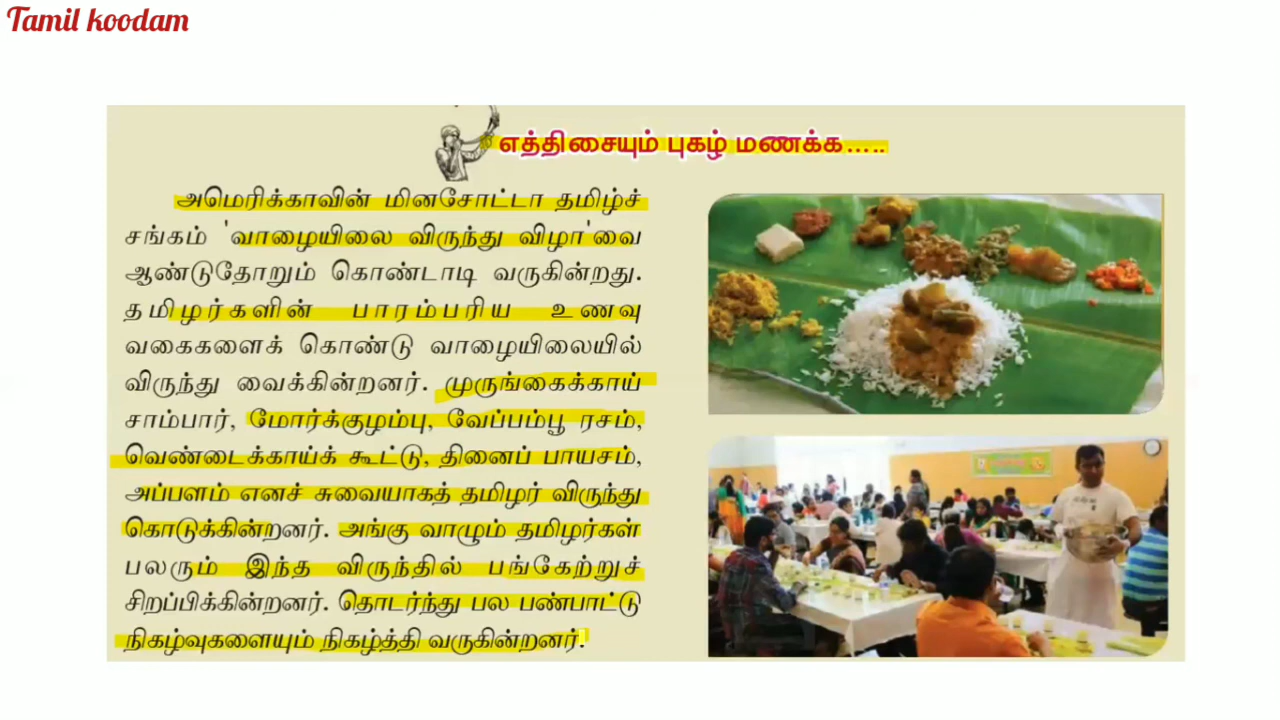 Tamil koodam
எத்திசையும் புகழ் மணக்க.....
அமெரிக்காவின் மினசோட்டா தமிழ்ச்
சங்கம் 'வாழையிலை விருந்து விழா'வை
ஆண்டுதோறும் கொண்டாடி வருகின்றது.
தமிழர்களின் பாரம்பரிய உணவு
வகைகளைக் கொண்டு வாழையிலையில்
விருந்து வைக்கின்றனர். முருங்கைக்காய்
சாம்பார், மோர்க்குழம்பு, வேப்பம்பூ ரசம்,
வெண்டைக்காய்க் கூட்டு, தினைப் பாயசம்,
அப்பளம் எனச் சுவையாகத் தமிழர் விருந்து
கொடுக்கின்றனர். அங்கு வாழும் தமிழர்கள்
பலரும் இந்த விருந்தில் பங்கேற்றுச்
சிறப்பிக்கின்றனர். தொடர்ந்து பல பண்பாட்டு
நிகழ்வுகளையும் நிகழ்த்தி வருகின்றனர்.